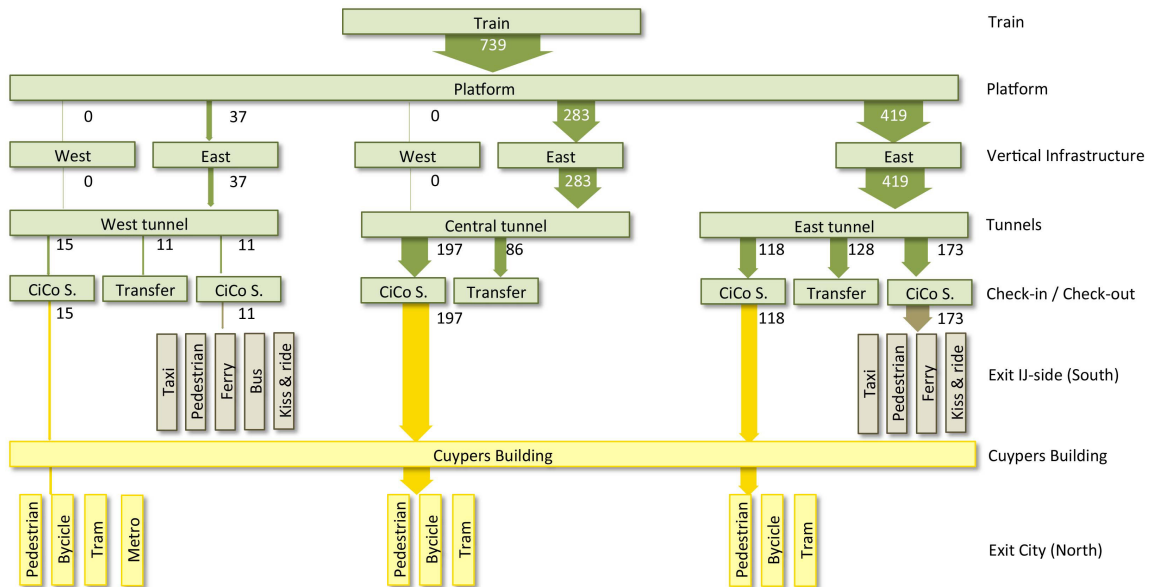 Train
Train
739
Platform
Platform
0
37
0
283
419
West
East
West
East
East
Vertical Infrastructure
0
37
0
283
419
West tunnel
Central tunnel
East tunnel
Tunnels
15
11
11
197
86
118
128
173
CiCo S.
Transfer
CiCo S.
CiCo S.
Transfer
CiCo S.
Transfer
CiCo S.
Check-in / Check-out
15
11
197
118
173
Taxi
Pedestrian
Ferry
Bus
Kiss & ride
Taxi
Pedestrian
Ferry
Kiss & ride
Exit IJ-side (South)
Cuypers Building
Cuypers Building
Pedestrian
Bycicle
Tram
Metro
Pedestrian
Bycicle
Tram
Pedestrian
Bycicle
Tram
Exit City (North)